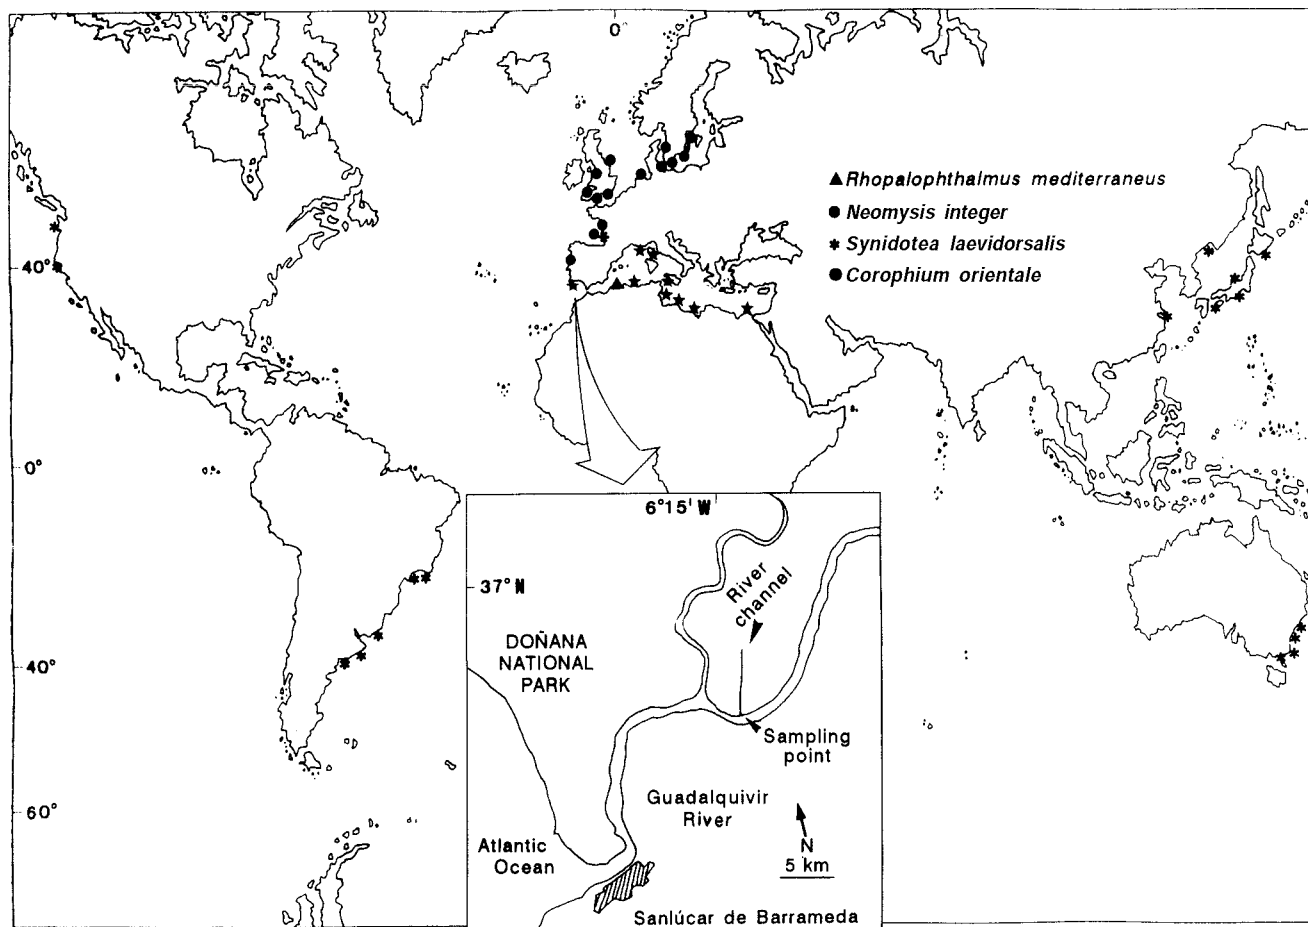 0°
▲ Rhopalophthalmus mediterraneus
● Neomysis integer
* Synidotea laevidorsalis
● Corophium orientale
40°
0°
40°
60°
6°15' W
37° N
River
channel
DOÑANA
NATIONAL
PARK
Sampling
point
Guadalquivir
River
Atlantic
Ocean
N
5 km
Sanlúcar de Barrameda